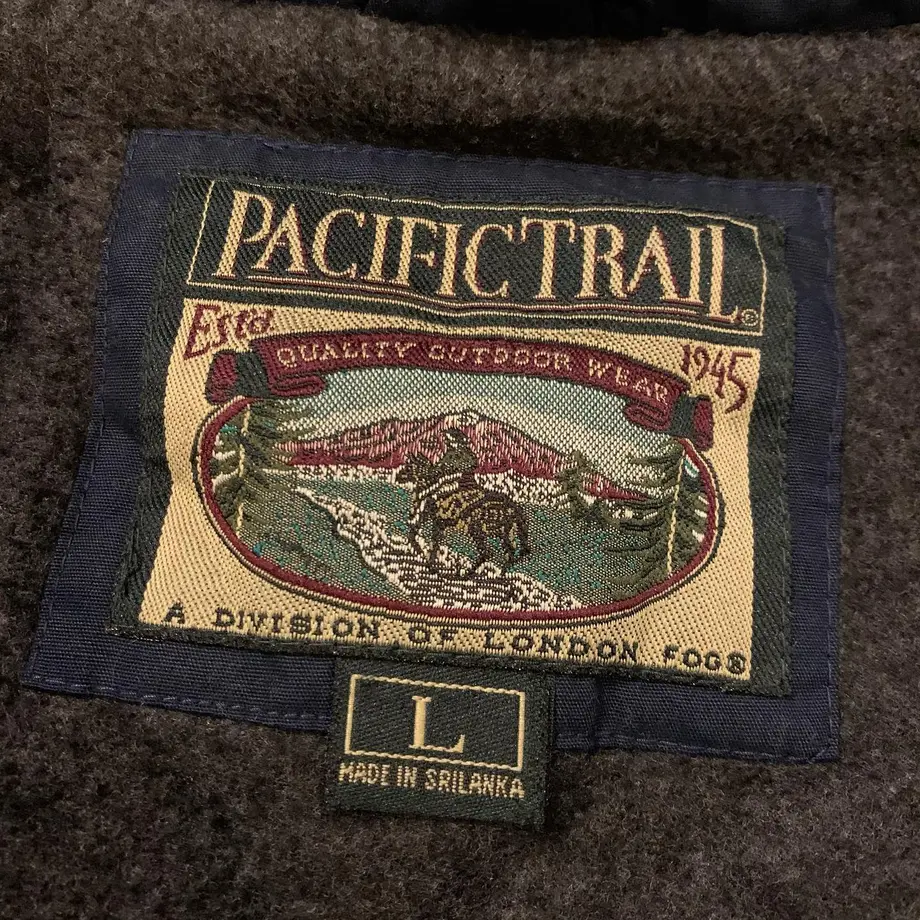 PACIFIC TRAIL®
Estd. 1945
QUALITY OUTDOOR WEAR
A DIVISION OF LONDON FOG®
L
MADE IN SRILANKA